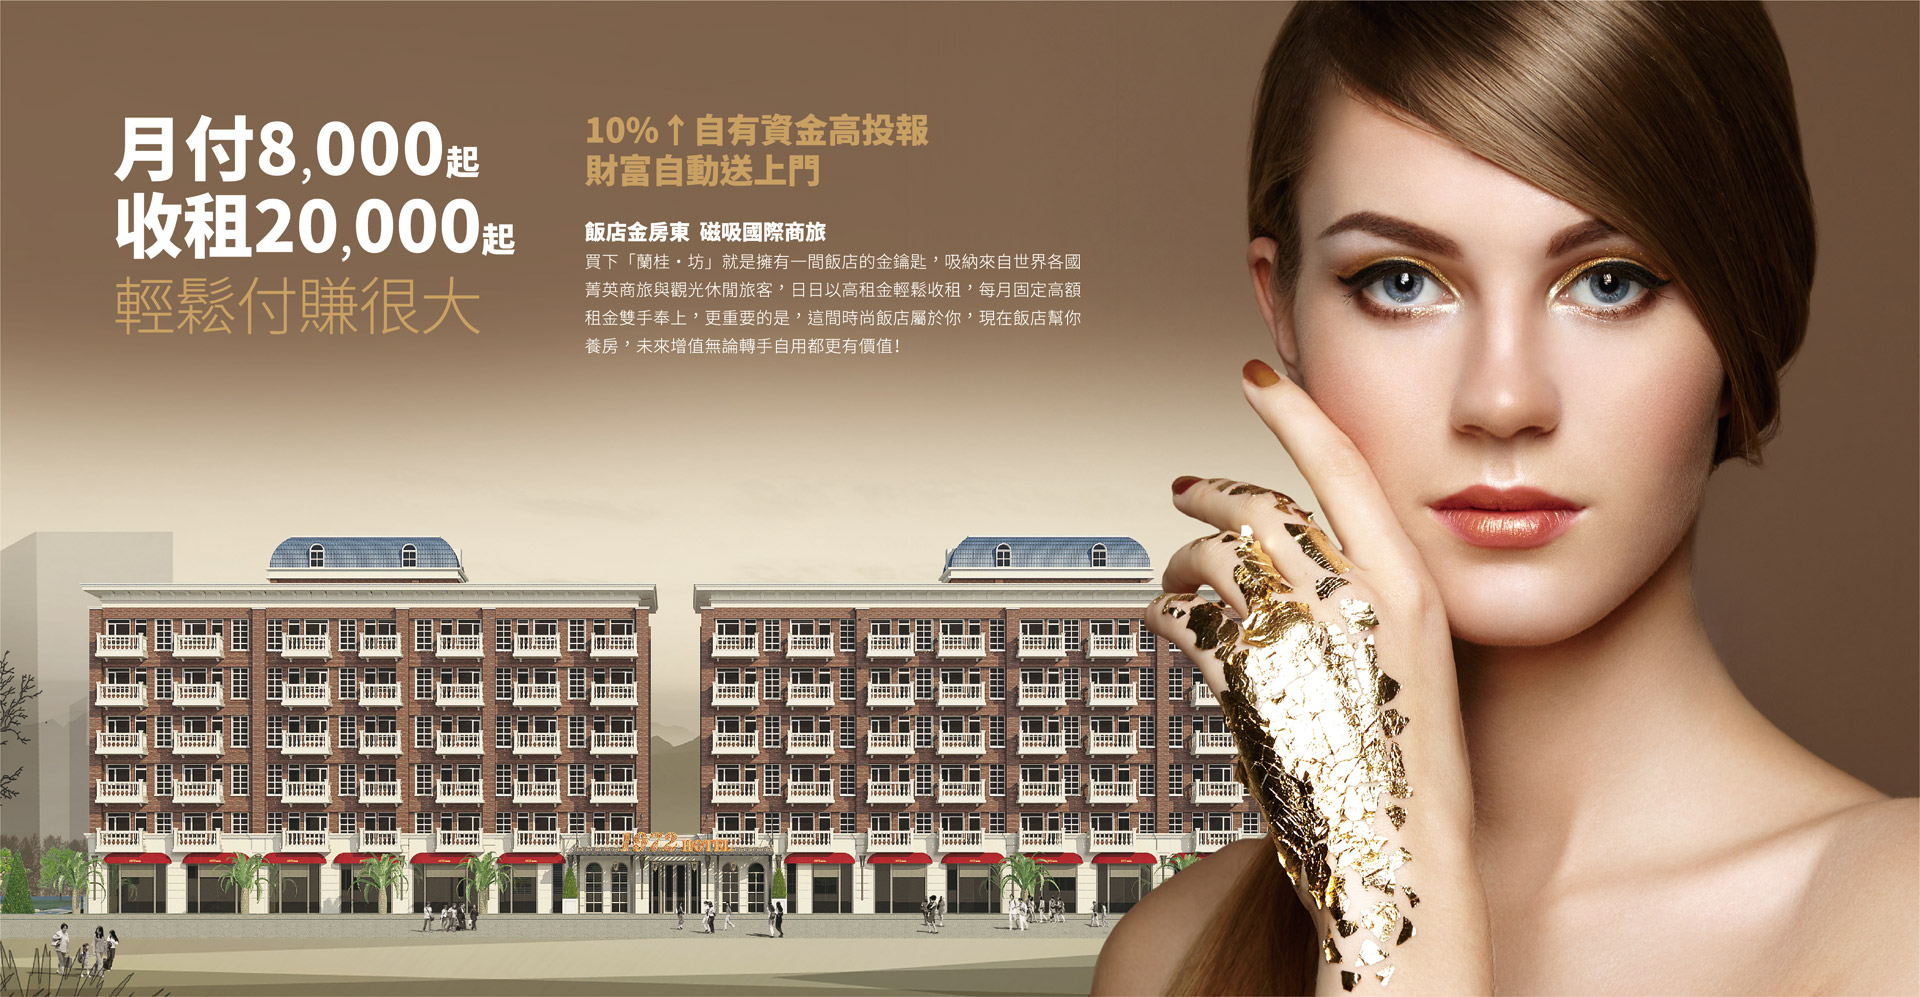 月付8,000起
收租20,000起
輕鬆付賺很大
10%↑自有資金高投報
財富自動送上門
飯店金房東 磁吸國際商旅
買下「蘭桂・坊」就是擁有一間飯店的金鑰匙，吸納來自世界各國
菁英商旅與觀光休閒旅客，日日以高租金輕鬆收租，每月固定高額
租金雙手奉上，更重要的是，這間時尚飯店屬於你，現在飯店幫你
養房，未來增值無論轉手自用都更有價值！
1922 HOTEL